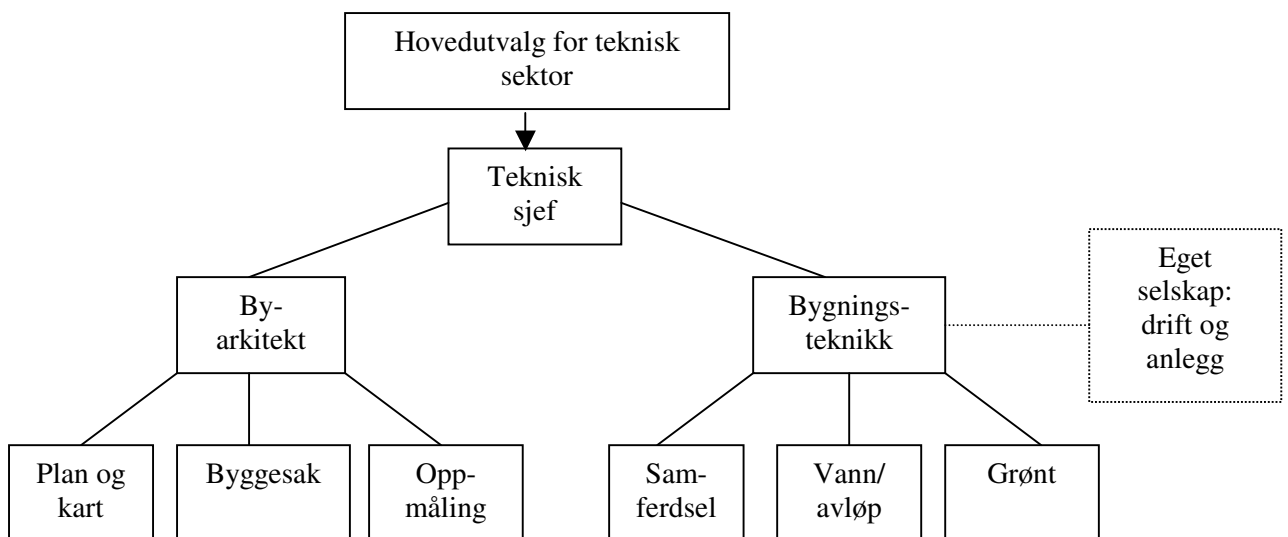 Hovedutvalg for teknisk
sektor
Teknisk
sjef
By-
arkitekt
Bygnings-
teknikk
Eget
selskap:
drift og
anlegg
Plan og
kart
Byggesak
Opp-
måling
Sam-
ferdsel
Vann/
avløp
Grønt